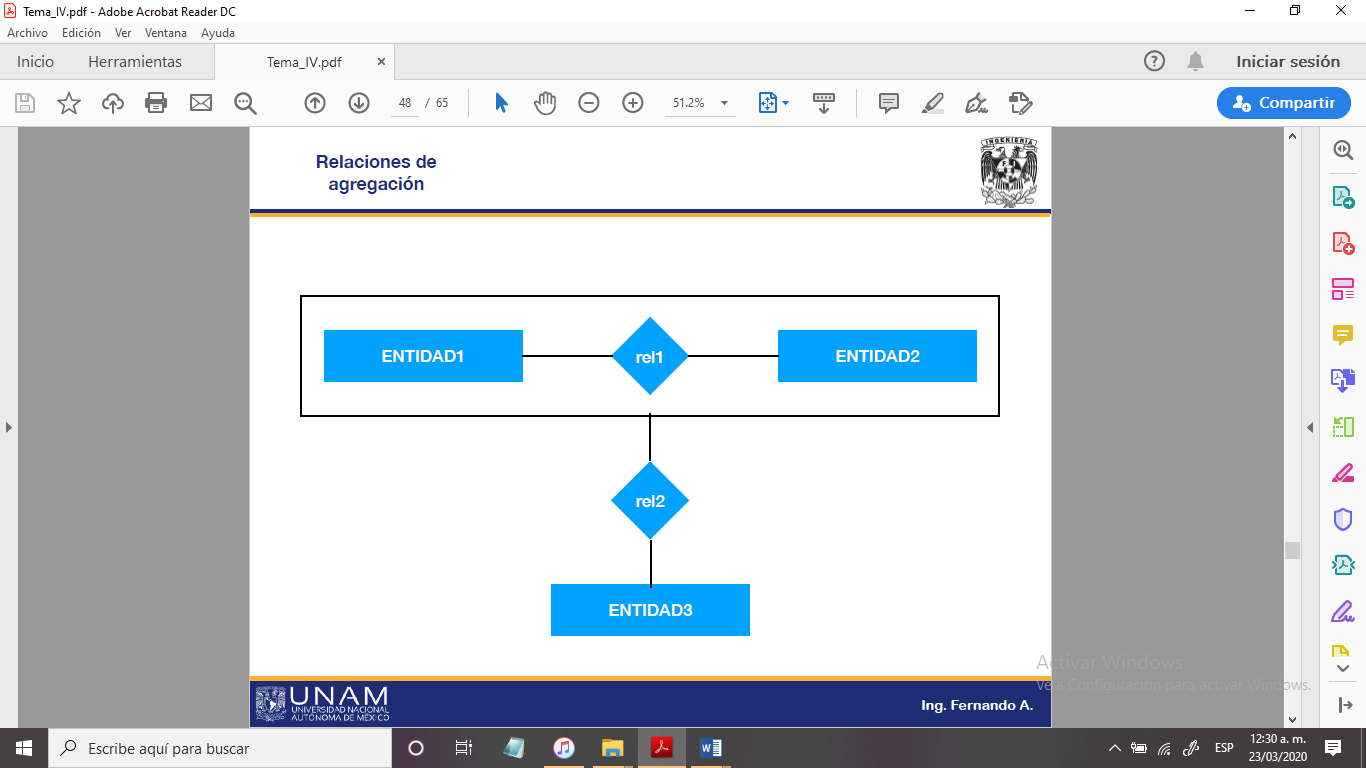 Tema_IV.pdf - Adobe Acrobat Reader DC
Archivo Edición Ver Ventana Ayuda
Inicio Herramientas Tema_IV.pdf × Iniciar sesión
48 / 65 51.2% Compartir
Relaciones de
agregación
INGENIERIA
ENTIDAD1 rel1 ENTIDAD2
rel2
ENTIDAD3
Activar Windows
Ve a Configuración para activar Windows.
UNAM
UNIVERSIDAD NACIONAL
AUTÓNOMA DE MÉXICO
Ing. Fernando A.
Escribe aquí para buscar
ESP
12:30 a. m.
23/03/2020